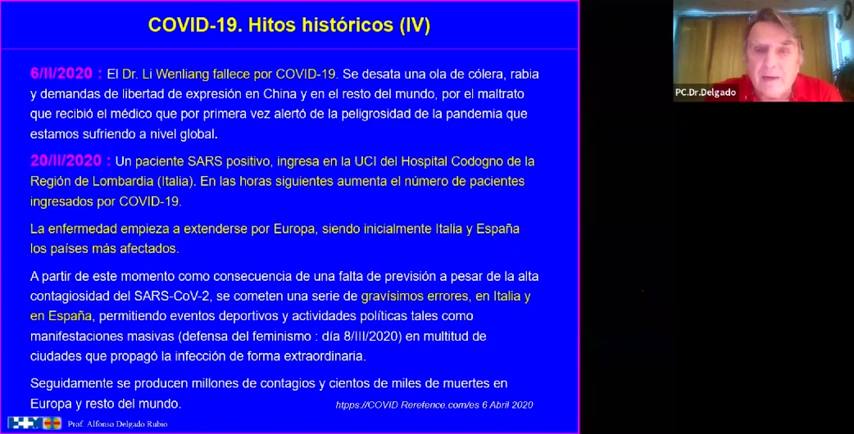 COVID-19. Hitos históricos (IV)
6/II/2020 : El Dr. Li Wenliang fallece por COVID-19. Se desata una ola de cólera, rabia
y demandas de libertad de expresión en China y en el resto del mundo, por el maltrato
que recibió el médico que por primera vez alertó de la peligrosidad de la pandemia que
estamos sufriendo a nivel global.
20/II/2020 : Un paciente SARS positivo, ingresa en la UCI del Hospital Codogno de la
Región de Lombardia (Italia). En las horas siguientes aumenta el número de pacientes
ingresados por COVID-19.
La enfermedad empieza a extenderse por Europa, siendo inicialmente Italia y España
los países más afectados.
A partir de este momento como consecuencia de una falta de previsión a pesar de la alta
contagiosidad del SARS-CoV-2, se cometen una serie de gravísimos errores, en Italia y
en España, permitiendo eventos deportivos y actividades políticas tales como
manifestaciones masivas (defensa del feminismo : día 8/III/2020) en multitud de
ciudades que propagó la infección de forma extraordinaria.
Seguidamente se producen millones de contagios y cientos de miles de muertes en
Europa y resto del mundo.
htpps://COVID Rerefence.com/es 6 Abril 2020
Prof. Alfonso Delgado Rubio
PC.Dr.Delgado